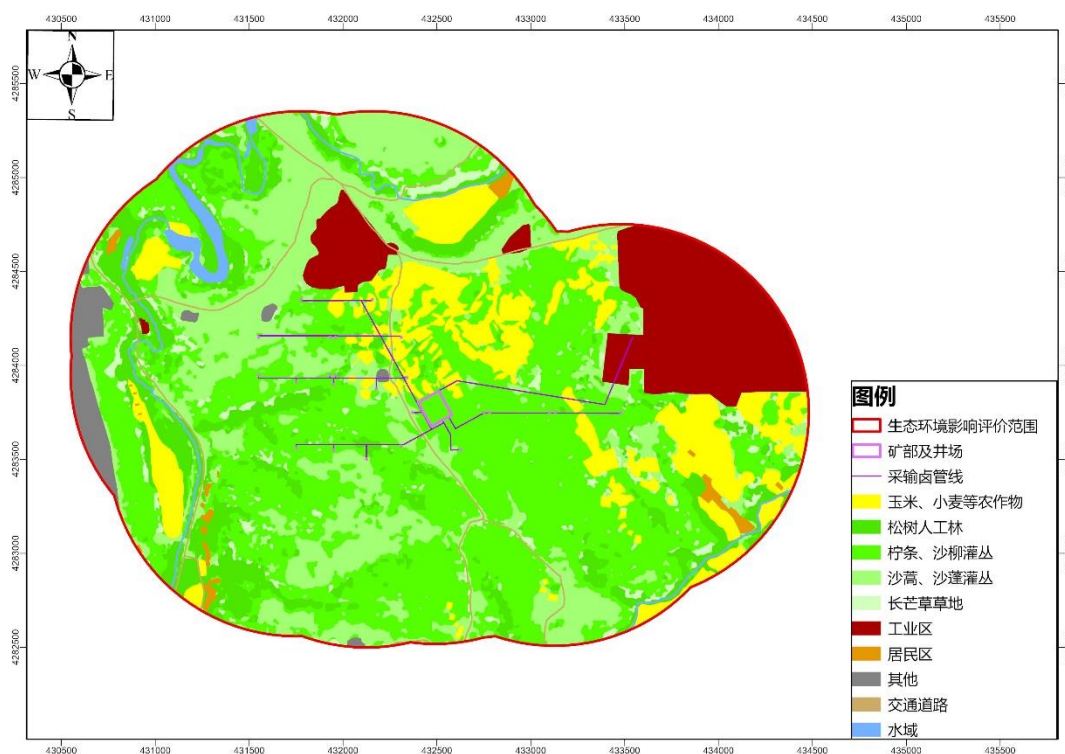 430500 431000 431500 432000 432500 433000 433500 434000 434500 435000 435500
N
W E
S
4285500
4285000
4284500
4284000
4283500
4283000
4282500
图例
生态环境影响评价范围
矿部及井场
采输卤管线
玉米、小麦等农作物
松树人工林
柠条、沙柳灌丛
沙蒿、沙蓬灌丛
长芒草草地
工业区
居民区
其他
交通道路
水域
430500 431000 431500 432000 432500 433000 433500 434000 434500 435000 435500